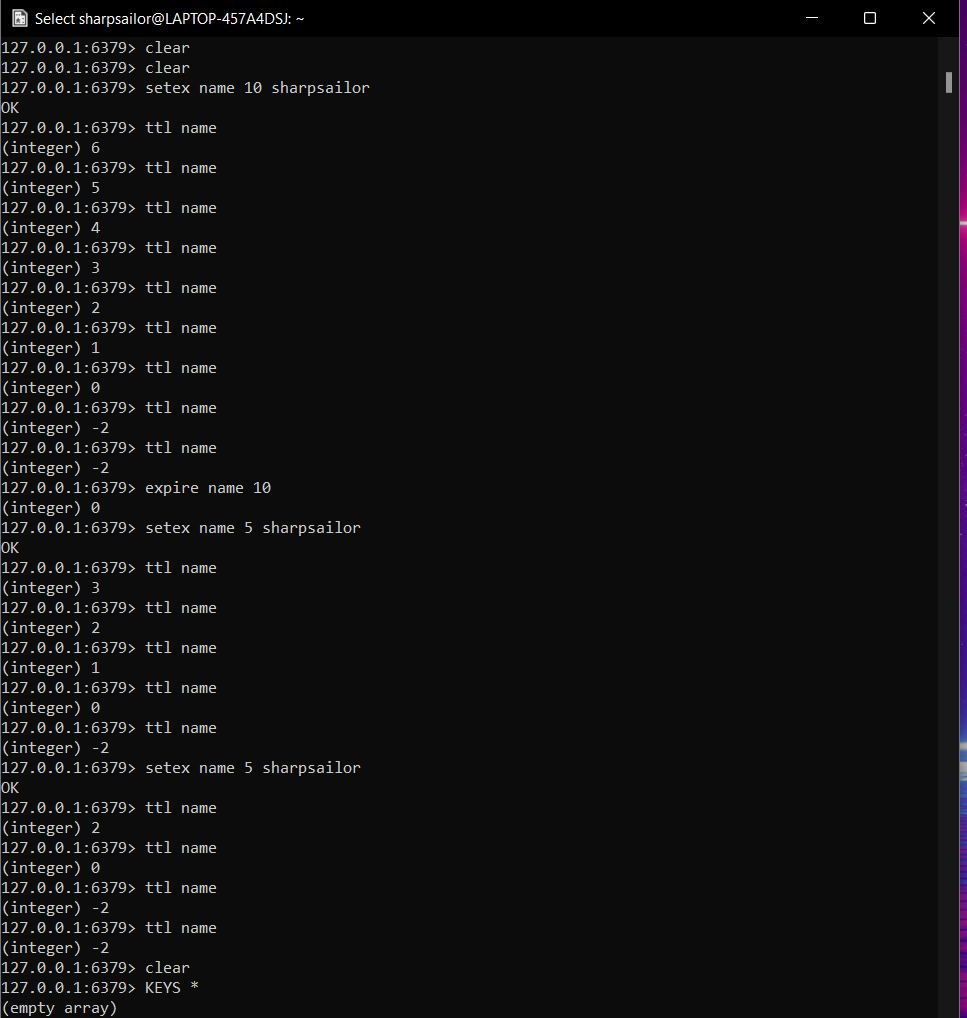 Select sharpsailor@LAPTOP-457A4DSJ: ~
127.0.0.1:6379> clear
127.0.0.1:6379> clear
127.0.0.1:6379> setex name 10 sharpsailor
OK
127.0.0.1:6379> ttl name
(integer) 6
127.0.0.1:6379> ttl name
(integer) 5
127.0.0.1:6379> ttl name
(integer) 4
127.0.0.1:6379> ttl name
(integer) 3
127.0.0.1:6379> ttl name
(integer) 2
127.0.0.1:6379> ttl name
(integer) 1
127.0.0.1:6379> ttl name
(integer) 0
127.0.0.1:6379> ttl name
(integer) -2
127.0.0.1:6379> ttl name
(integer) -2
127.0.0.1:6379> expire name 10
(integer) 0
127.0.0.1:6379> setex name 5 sharpsailor
OK
127.0.0.1:6379> ttl name
(integer) 3
127.0.0.1:6379> ttl name
(integer) 2
127.0.0.1:6379> ttl name
(integer) 1
127.0.0.1:6379> ttl name
(integer) 0
127.0.0.1:6379> ttl name
(integer) -2
127.0.0.1:6379> setex name 5 sharpsailor
OK
127.0.0.1:6379> ttl name
(integer) 2
127.0.0.1:6379> ttl name
(integer) 0
127.0.0.1:6379> ttl name
(integer) -2
127.0.0.1:6379> ttl name
(integer) -2
127.0.0.1:6379> clear
127.0.0.1:6379> KEYS *
(empty array)